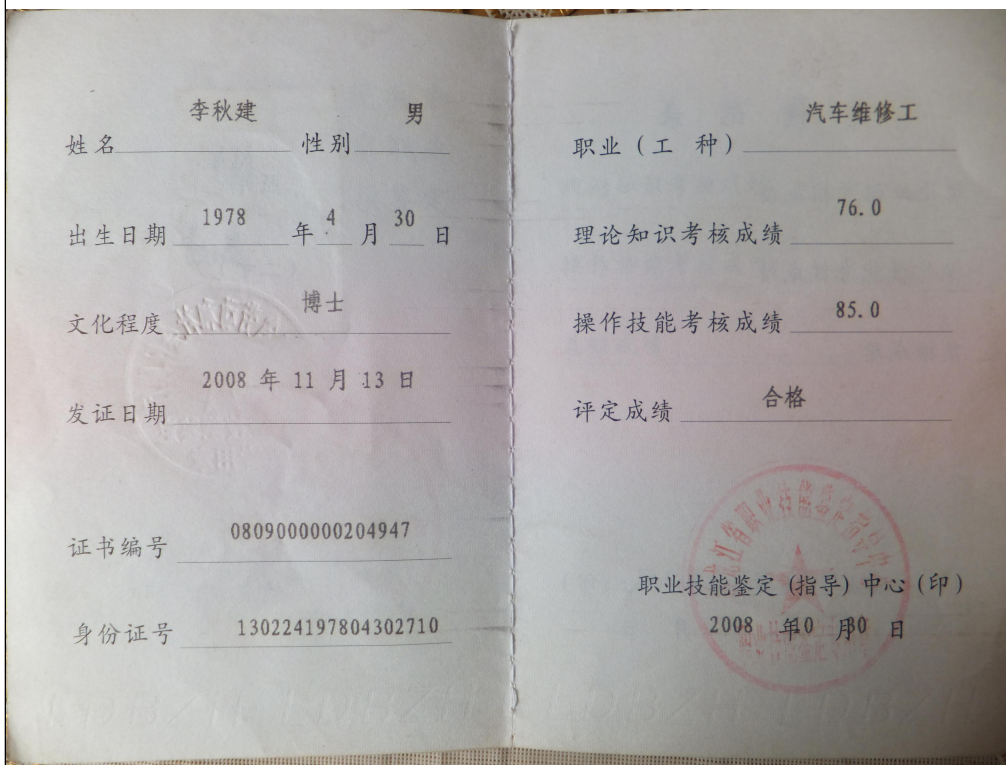 姓名 李秋建 性别 男
出生日期 1978 年 4 月 30 日
文化程度 博士
发证日期 2008 年 11 月 13 日
证书编号 0809000000204947
身份证号 130224197804302710
职业（工 种） 汽车维修工
理论知识考核成绩 76.0
操作技能考核成绩 85.0
评定成绩 合格
职业技能鉴定 (指导) 中心 (印)
2008 年0 月0 日